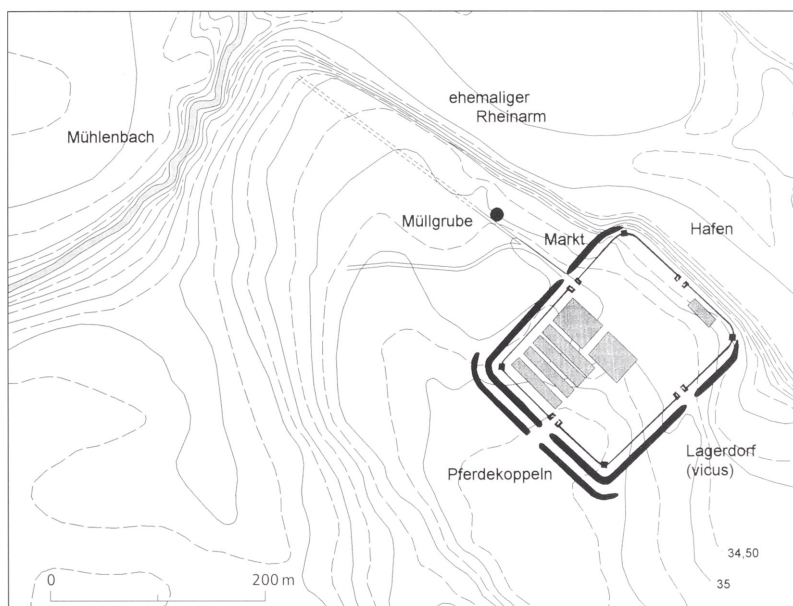 ehemaliger
Rheinarm
Mühlenbach
Müllgrube
Markt
Hafen
Pferdekoppeln
Lagerdorf
(vicus)
34,50
35
0
200 m